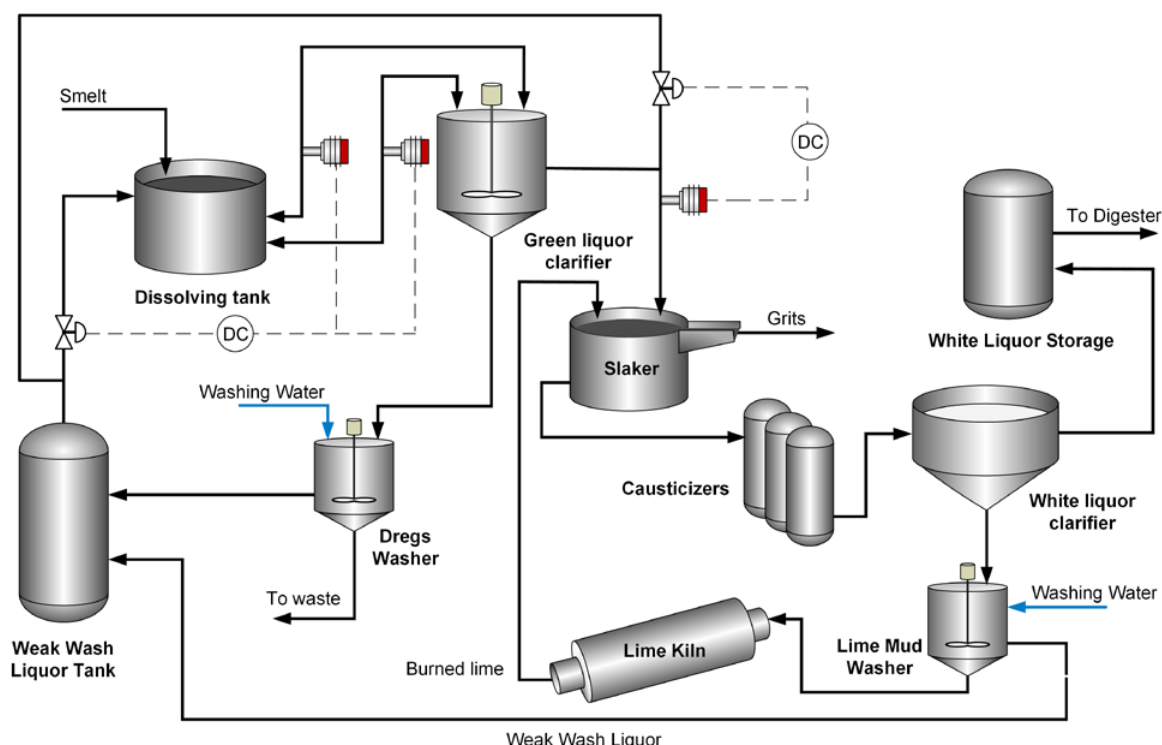 Smelt
DC
To Digester
Green liquor
clarifier
Dissolving tank
DC
Grits
White Liquor Storage
Slaker
Washing Water
Causticizers
White liquor
clarifier
Dregs
Washer
To waste
Washing Water
Weak Wash
Liquor Tank
Lime Kiln
Lime Mud
Washer
Burned lime
Weak Wash Liquor